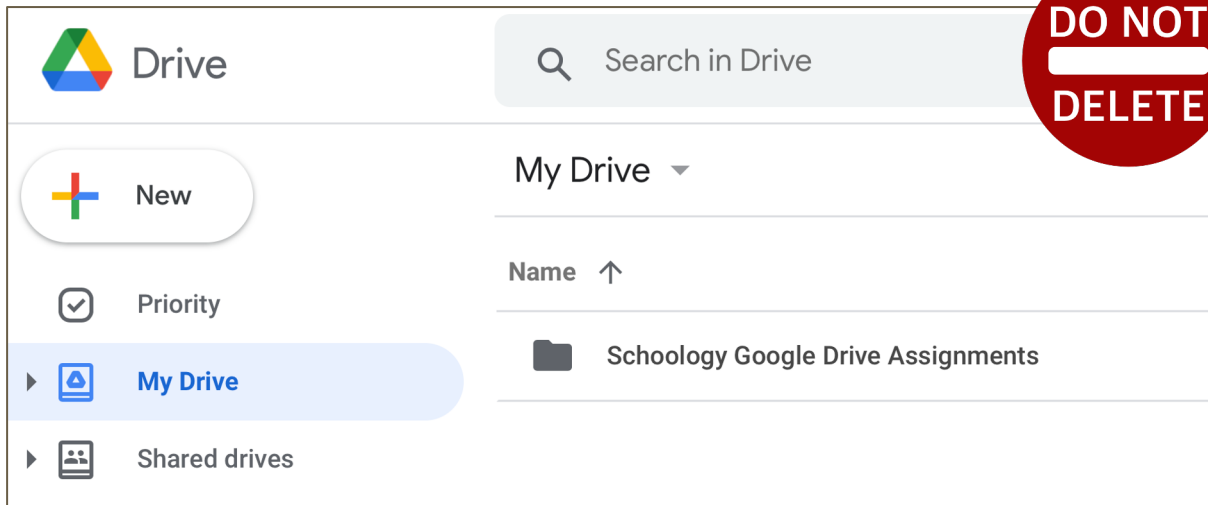 Drive
Search in Drive
DO NOT
DELETE
New
My Drive
Name
Priority
Schoology Google Drive Assignments
My Drive
Shared drives